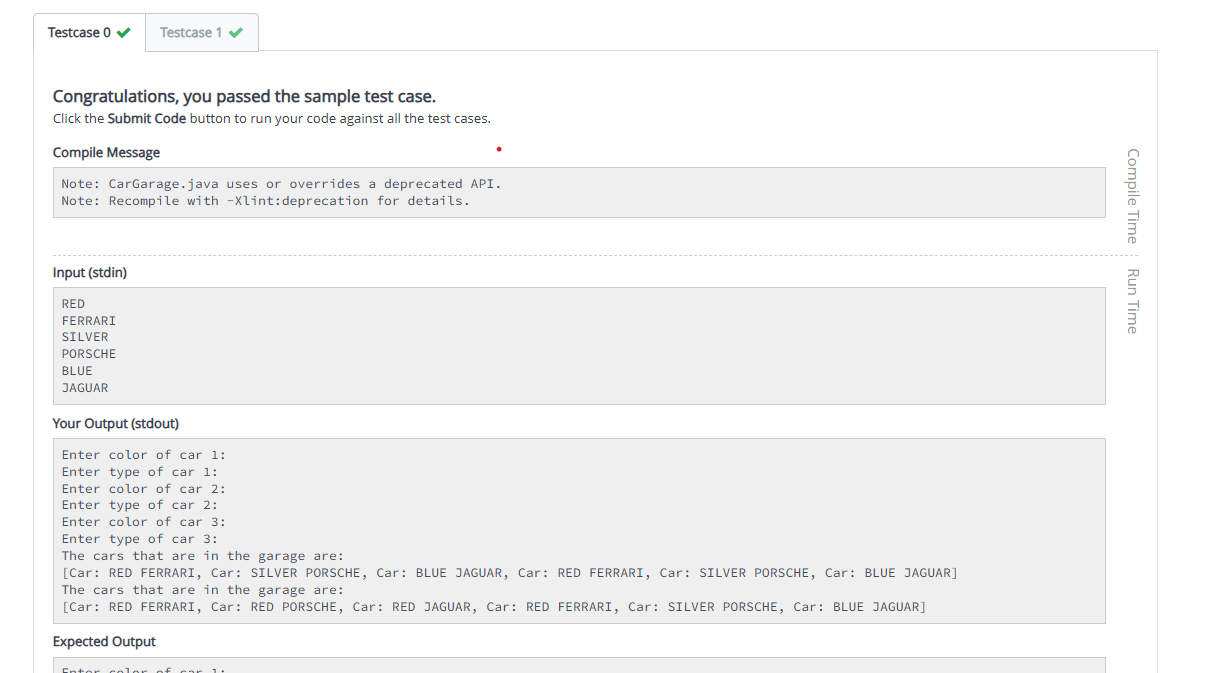 Testcase 0
Testcase 1
Congratulations, you passed the sample test case.
Click the Submit Code button to run your code against all the test cases.
Compile Message
Note: CarGarage.java uses or overrides a deprecated API.
Note: Recompile with -Xlint:deprecation for details.
Compile Time
Input (stdin)
Run Time
RED
FERRARI
SILVER
PORSCHE
BLUE
JAGUAR
Your Output (stdout)
Enter color of car 1:
Enter type of car 1:
Enter color of car 2:
Enter type of car 2:
Enter color of car 3:
Enter type of car 3:
The cars that are in the garage are:
[Car: RED FERRARI, Car: SILVER PORSCHE, Car: BLUE JAGUAR, Car: RED FERRARI, Car: SILVER PORSCHE, Car: BLUE JAGUAR]
The cars that are in the garage are:
[Car: RED FERRARI, Car: RED PORSCHE, Car: RED JAGUAR, Car: RED FERRARI, Car: SILVER PORSCHE, Car: BLUE JAGUAR]
Expected Output
Enter color of car 1: